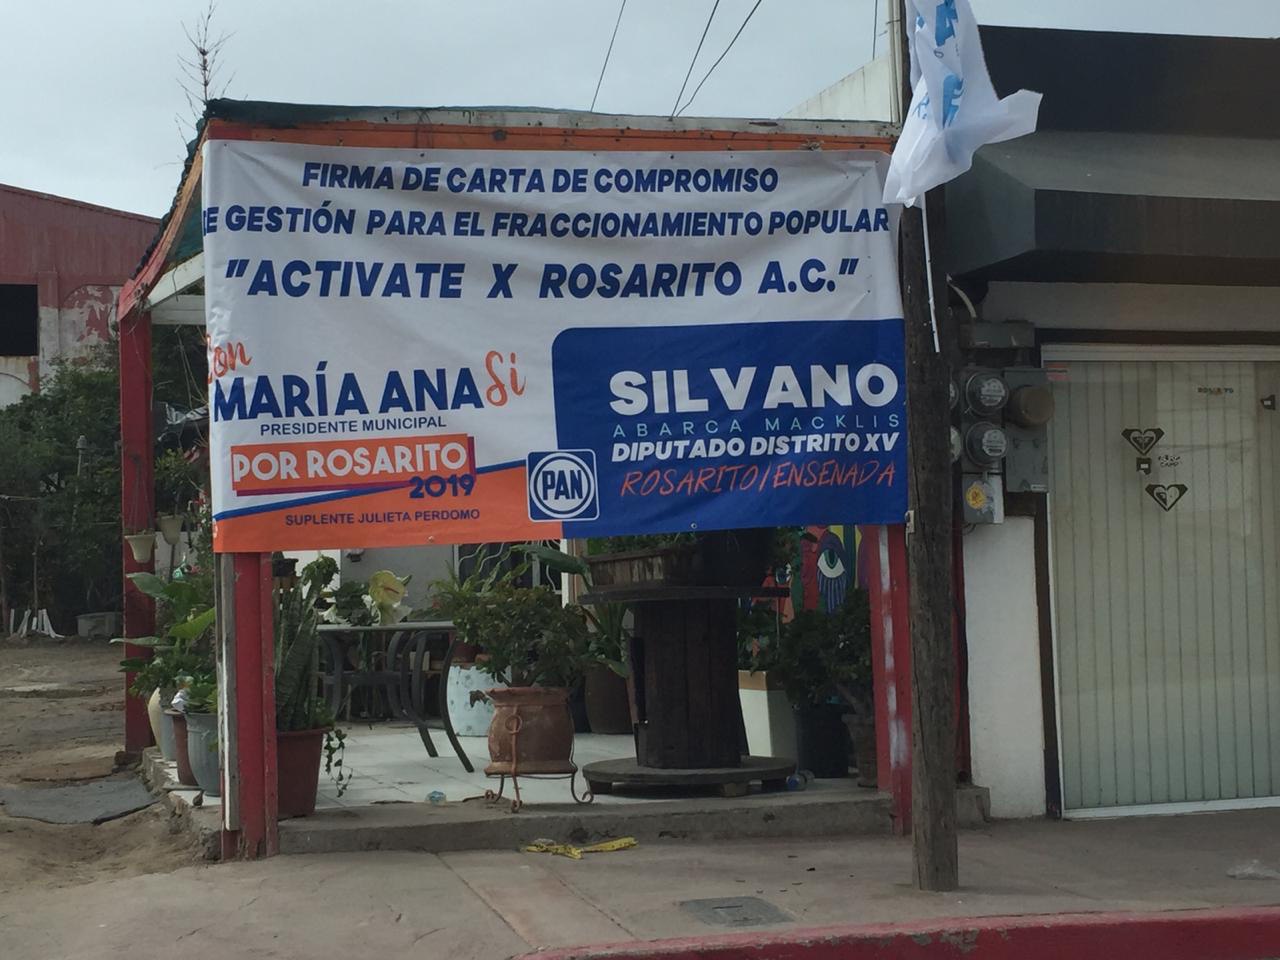 FIRMA DE CARTA DE COMPROMISO
E GESTIÓN PARA EL FRACCIONAMIENTO POPULAR
"ACTIVATE X ROSARITO A.C."
Con
MARÍA ANA Si
PRESIDENTE MUNICIPAL
POR ROSARITO
2019
SUPLENTE JULIETA PERDOMO
PAN
SILVANO
ABARCA MACKLIS
DIPUTADO DISTRITO XV
ROSARITO/ENSENADA